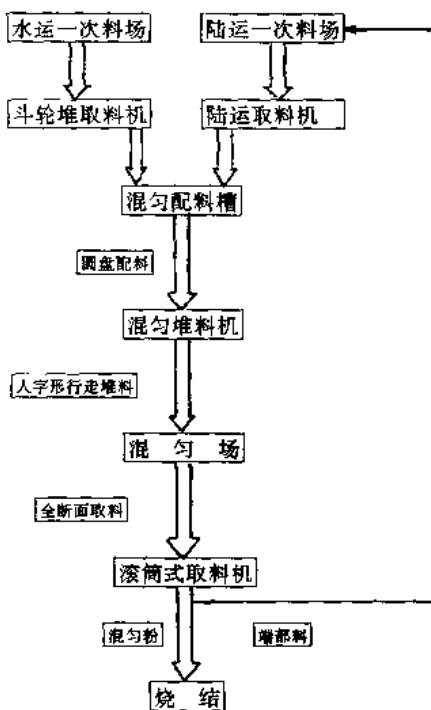 水运一次料场
陆运一次料场
斗轮堆取料机
陆运取料机
混匀配料槽
圆盘配料
混匀堆料机
人字形行走堆料
混 匀 场
全断面取料
滚筒式取料机
混匀粉
端部料
烧 结